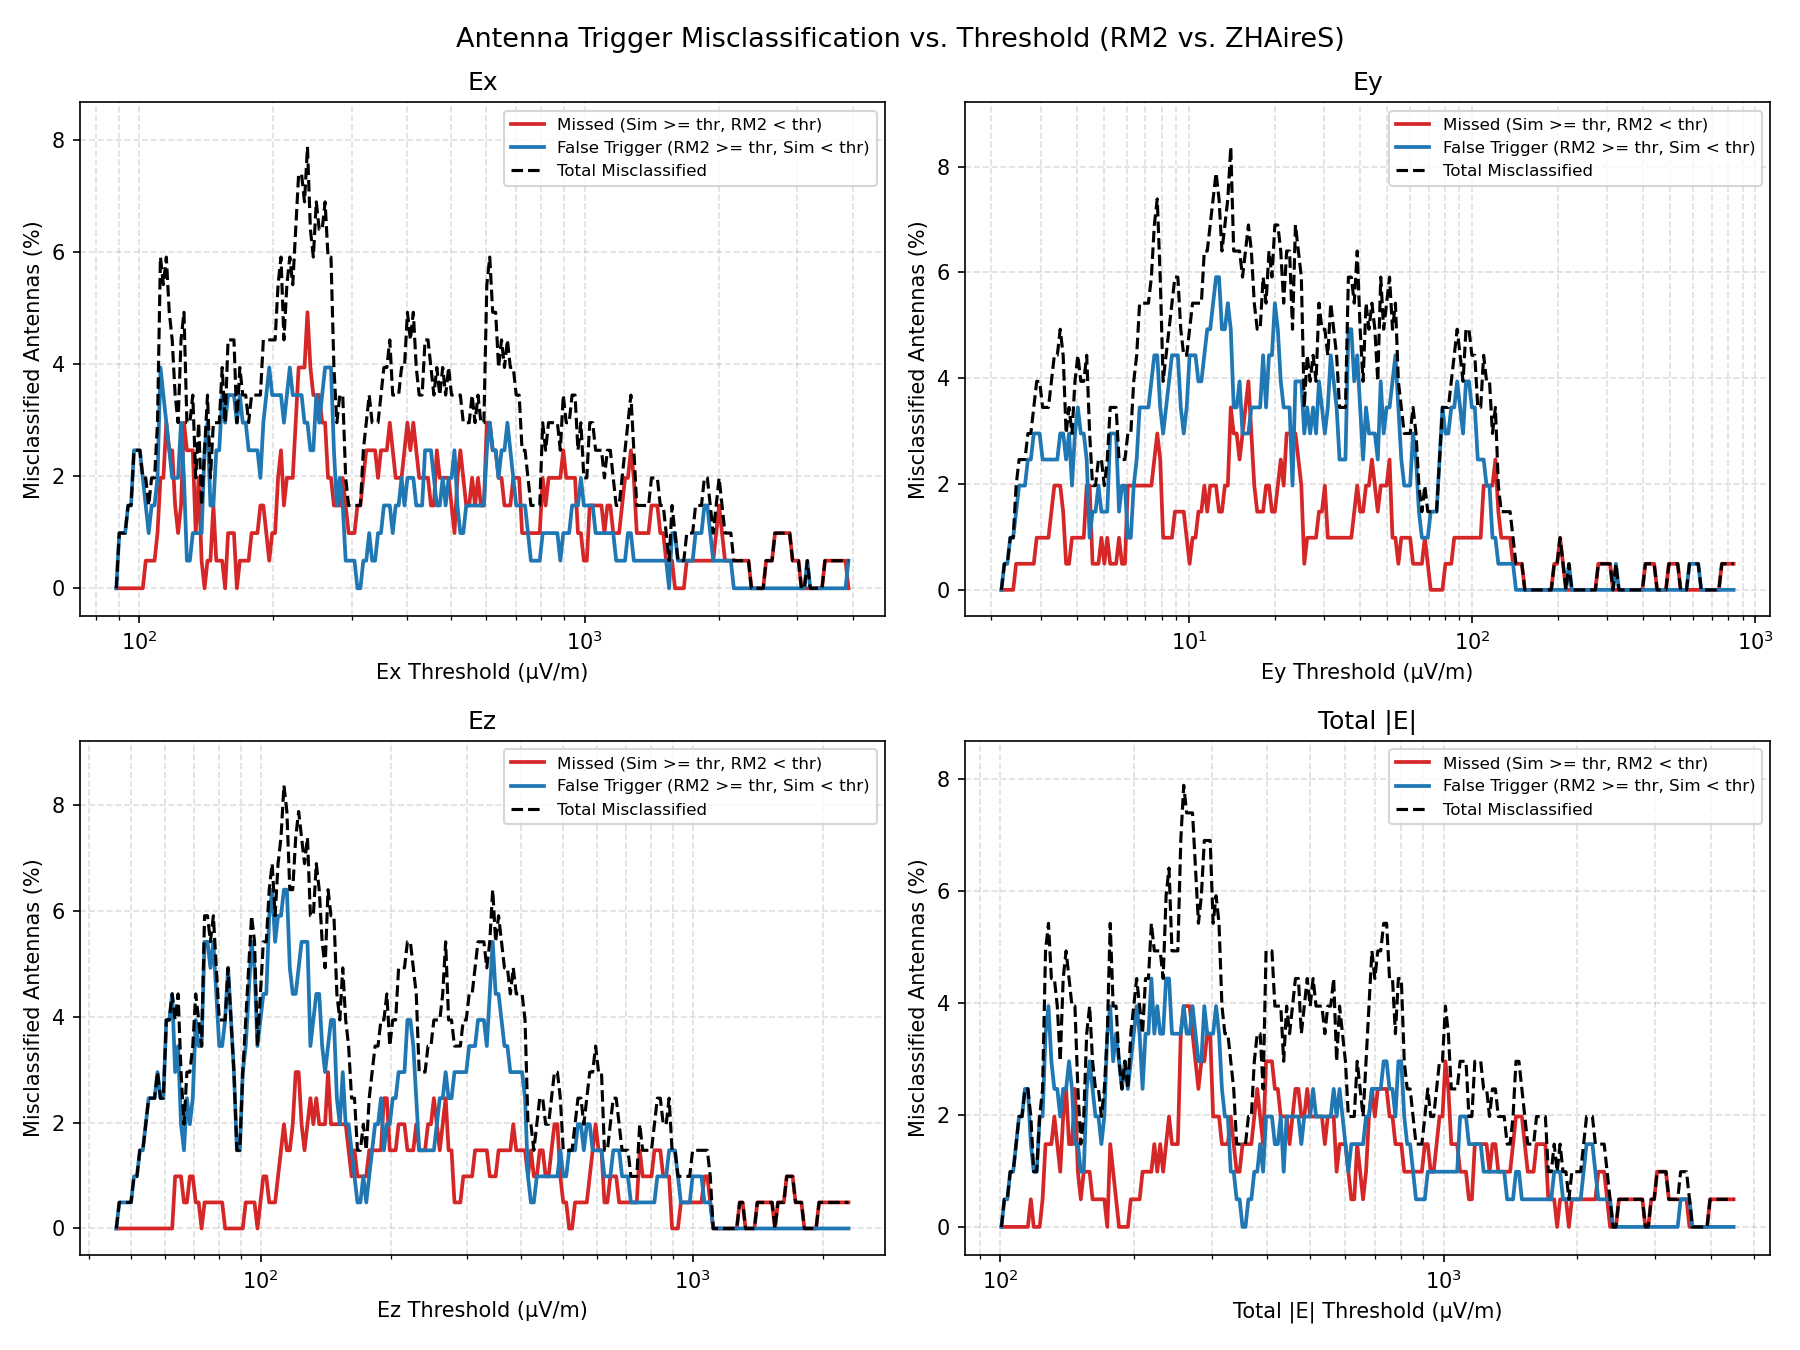 Antenna Trigger Misclassification vs. Threshold (RM2 vs. ZHAireS)
Ex
Misclassified Antennas (%)
8
6
4
2
0
Missed (Sim >= thr, RM2 < thr)
False Trigger (RM2 >= thr, Sim < thr)
Total Misclassified
10²
10³
Ex Threshold (μV/m)
Ey
Misclassified Antennas (%)
8
6
4
2
0
Missed (Sim >= thr, RM2 < thr)
False Trigger (RM2 >= thr, Sim < thr)
Total Misclassified
10¹
10²
10³
Ey Threshold (μV/m)
Ez
Misclassified Antennas (%)
8
6
4
2
0
Missed (Sim >= thr, RM2 < thr)
False Trigger (RM2 >= thr, Sim < thr)
Total Misclassified
10²
10³
Ez Threshold (μV/m)
Total |E|
Misclassified Antennas (%)
8
6
4
2
0
Missed (Sim >= thr, RM2 < thr)
False Trigger (RM2 >= thr, Sim < thr)
Total Misclassified
10²
10³
Total |E| Threshold (μV/m)